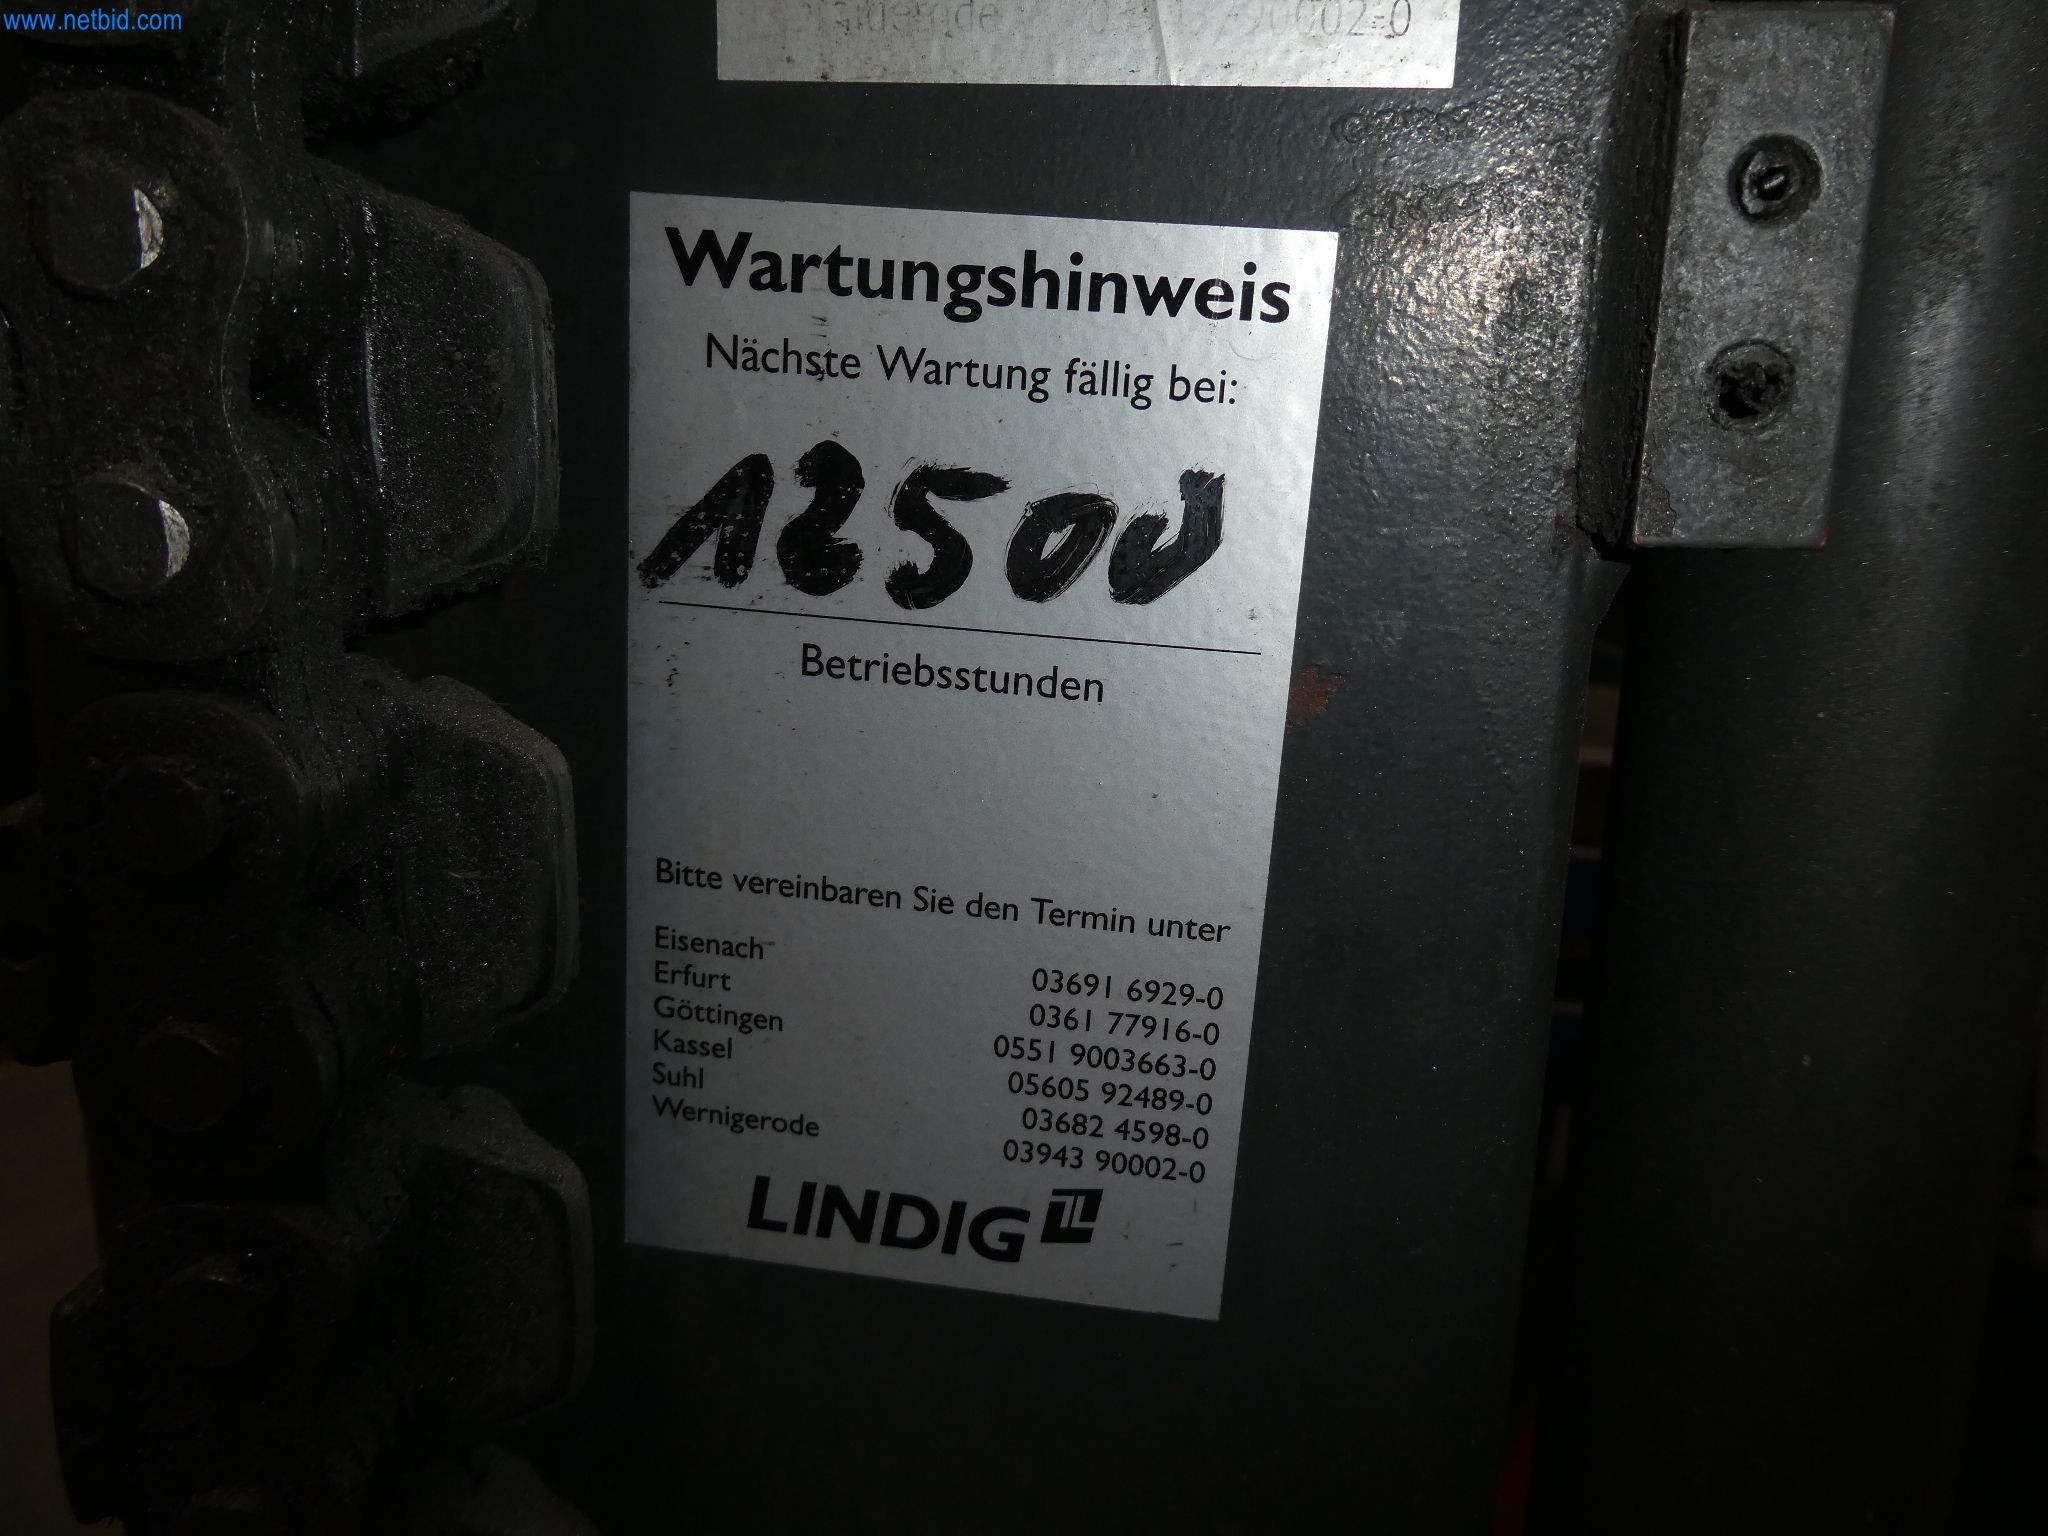 www.netbid.com
90002-0
Wartungshinweis
Nächste Wartung fällig bei:
12500
Betriebsstunden
Bitte vereinbaren Sie den Termin unter
Eisenach 03691 6929-0
Erfurt 0361 77916-0
Göttingen 0551 9003663-0
Kassel 05605 92489-0
Suhl 03682 4598-0
Wernigerode 03943 90002-0
LINDIG